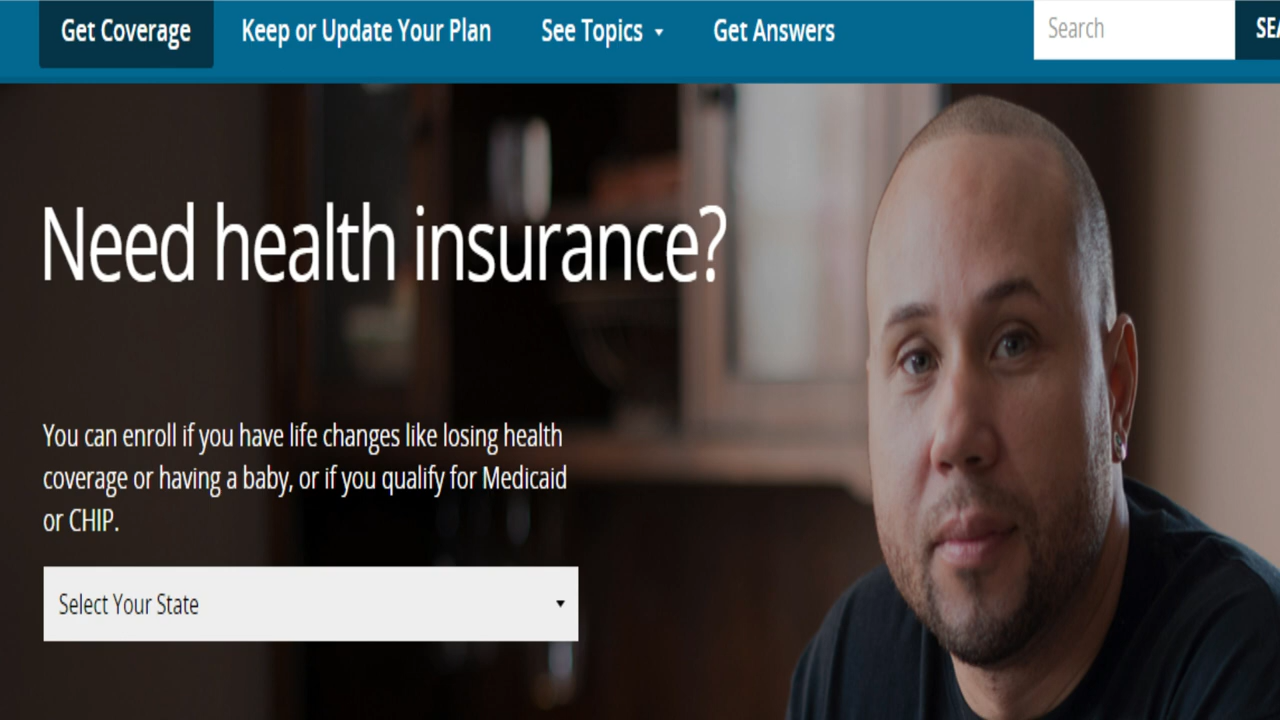 Get Coverage Keep or Update Your Plan See Topics Get Answers Search
Need health insurance?
You can enroll if you have life changes like losing health
coverage or having a baby, or if you qualify for Medicaid
or CHIP.
Select Your State